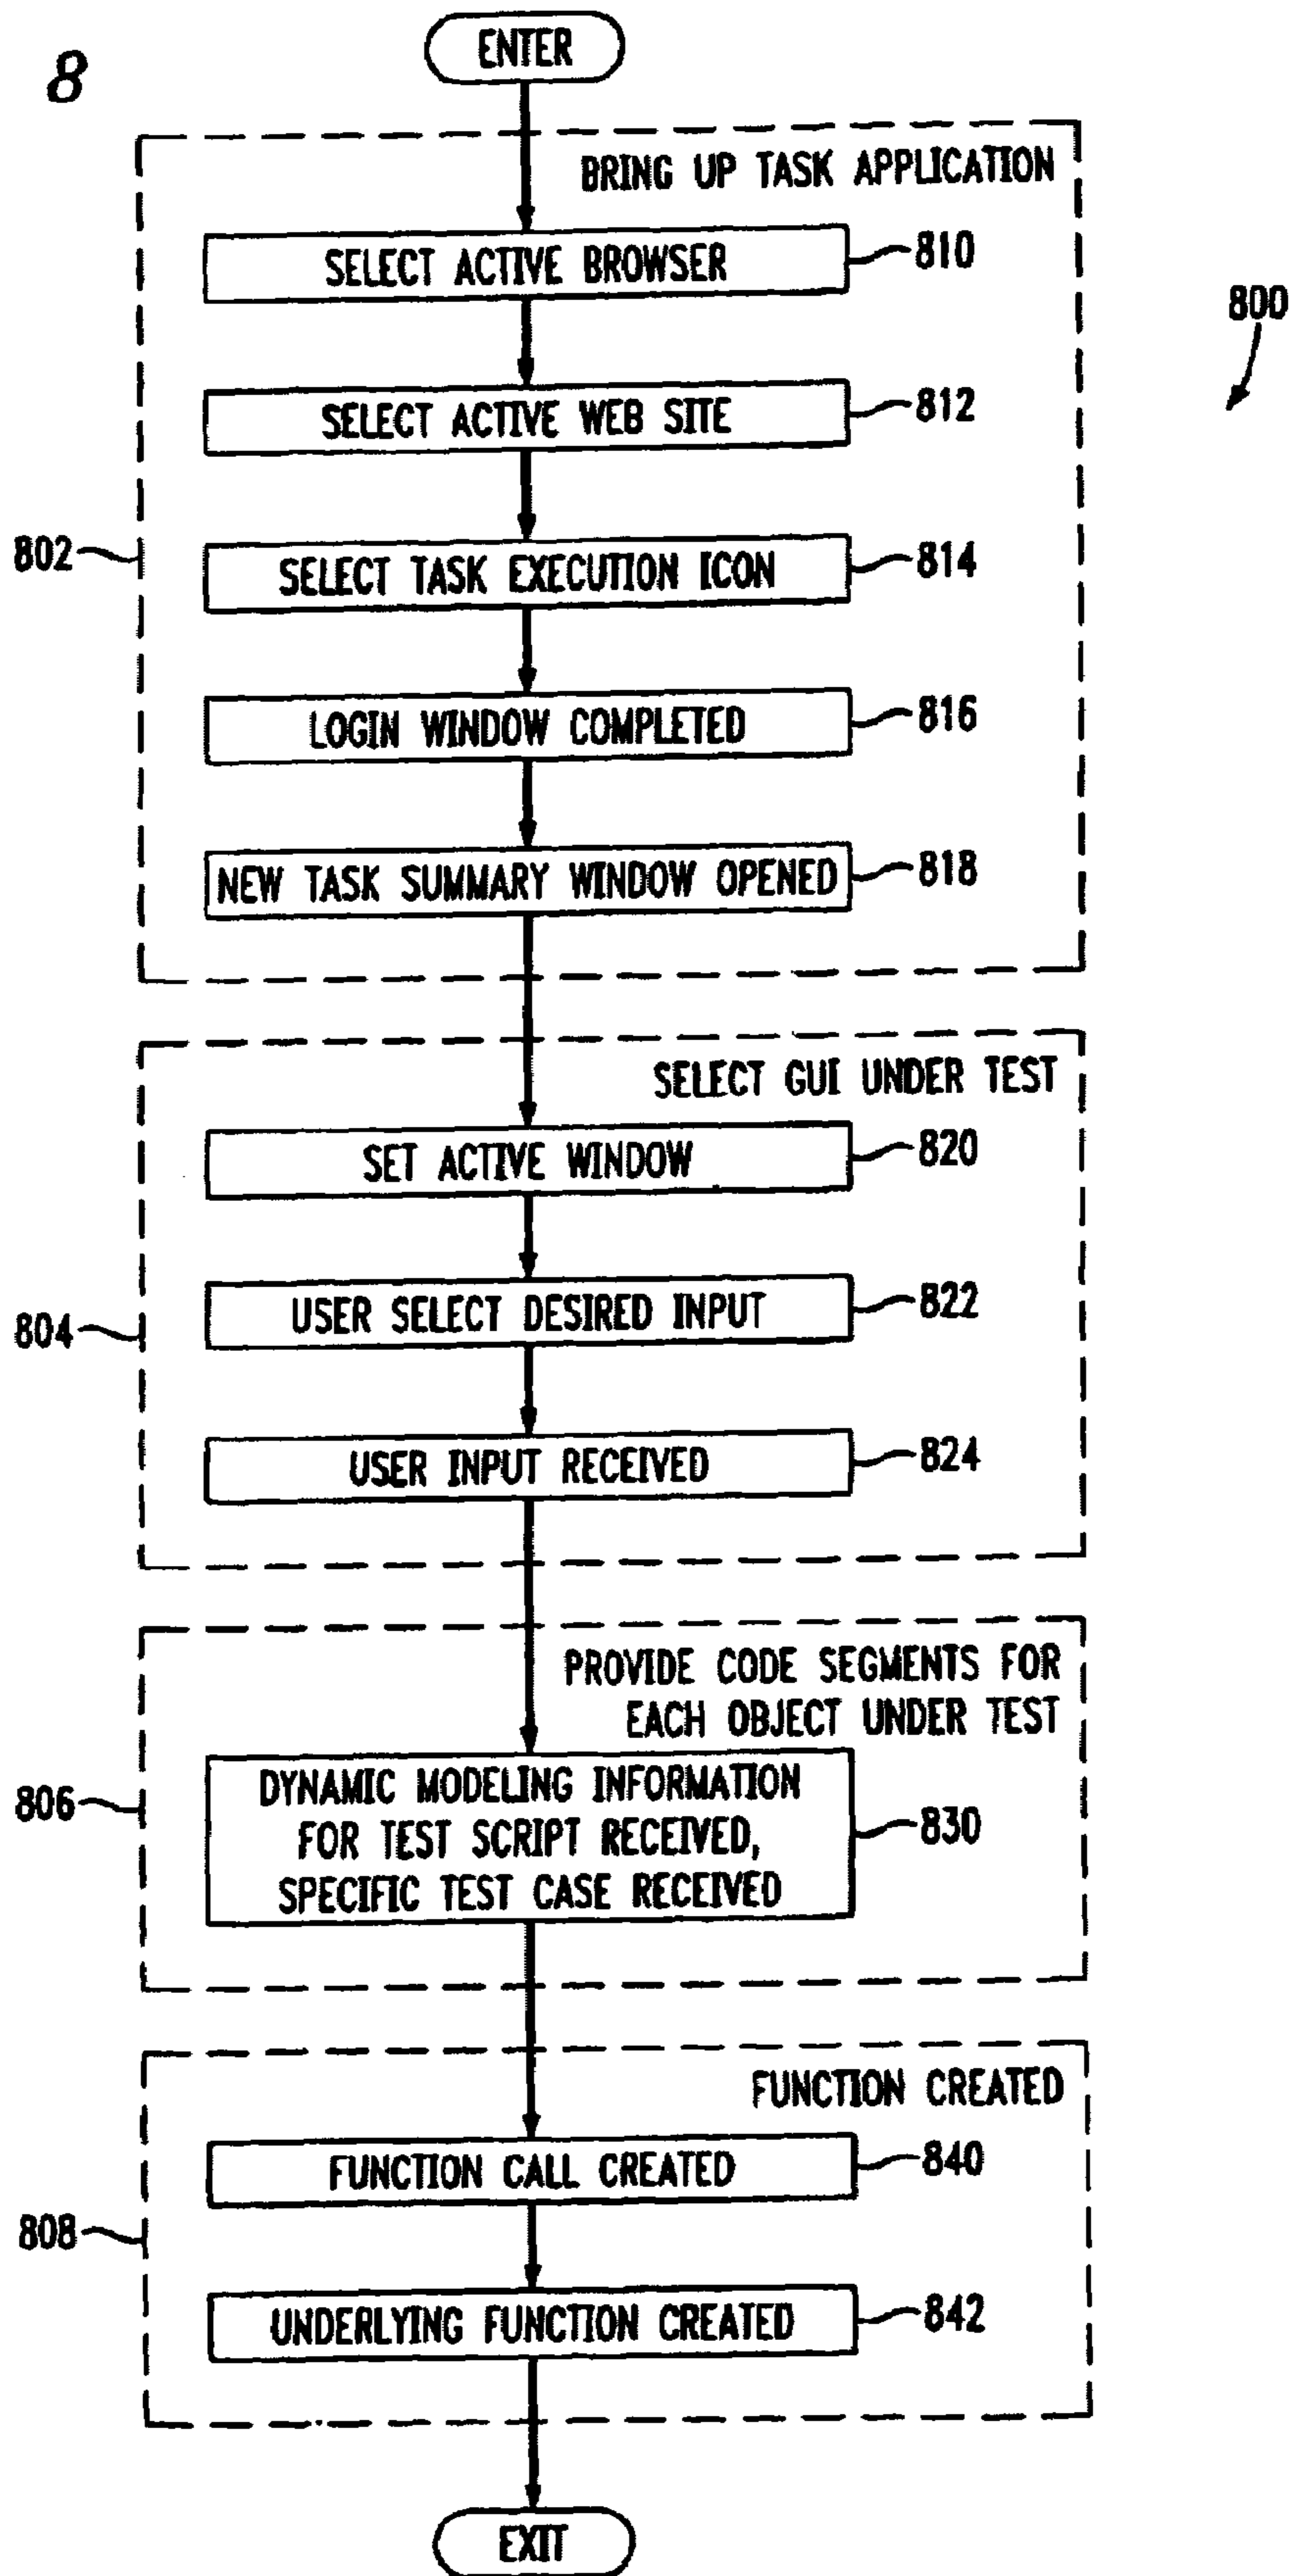 8
ENTER
BRING UP TASK APPLICATION
SELECT ACTIVE BROWSER
810
800
SELECT ACTIVE WEB SITE
812
802
SELECT TASK EXECUTION ICON
814
LOGIN WINDOW COMPLETED
816
NEW TASK SUMMARY WINDOW OPENED
818
SELECT GUI UNDER TEST
SET ACTIVE WINDOW
820
804
USER SELECT DESIRED INPUT
822
USER INPUT RECEIVED
824
PROVIDE CODE SEGMENTS FOR
EACH OBJECT UNDER TEST
806
DYNAMIC MODELING INFORMATION
FOR TEST SCRIPT RECEIVED,
SPECIFIC TEST CASE RECEIVED
830
FUNCTION CREATED
FUNCTION CALL CREATED
840
808
UNDERLYING FUNCTION CREATED
842
EXIT